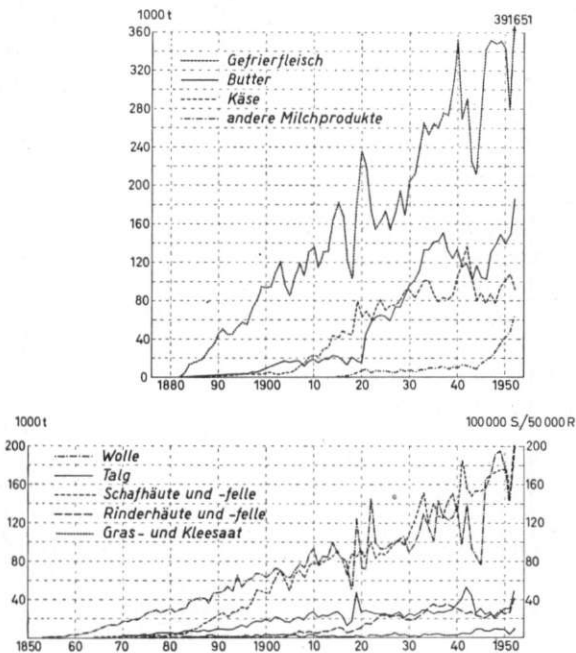 1000 t
391651
360
320
280
240
200
160
120
80
40
0
Gefrierfleisch
Butter
Käse
andere Milchprodukte
1880 90 1900 10 20 30 40 1950
1000 t
100 000 S/50 000 R
200
160
120
80
40
Wolle
Talg
Schafhäute und -felle
Rinderhäute und -felle
Gras- und Kleesaat
200
160
120
80
40
1850 60 70 80 90 1900 10 20 30 40 1950